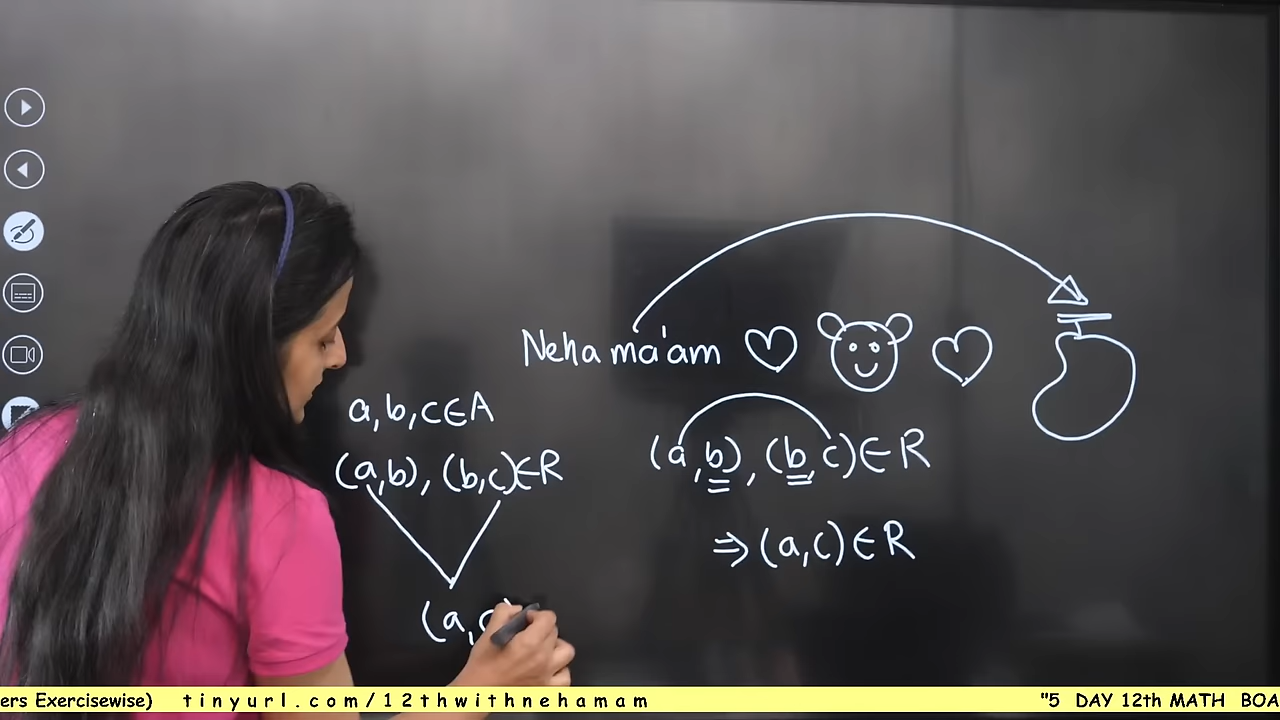 Neha ma'am
a,b,c∈A
(a,b), (b,c)∈R
(a,b), (b,c)∈R
⇒(a,c)∈R
(a,c)
ers Exercisewise) tinyurl.com/12thwithnehamam "5 DAY 12th MATH BOA